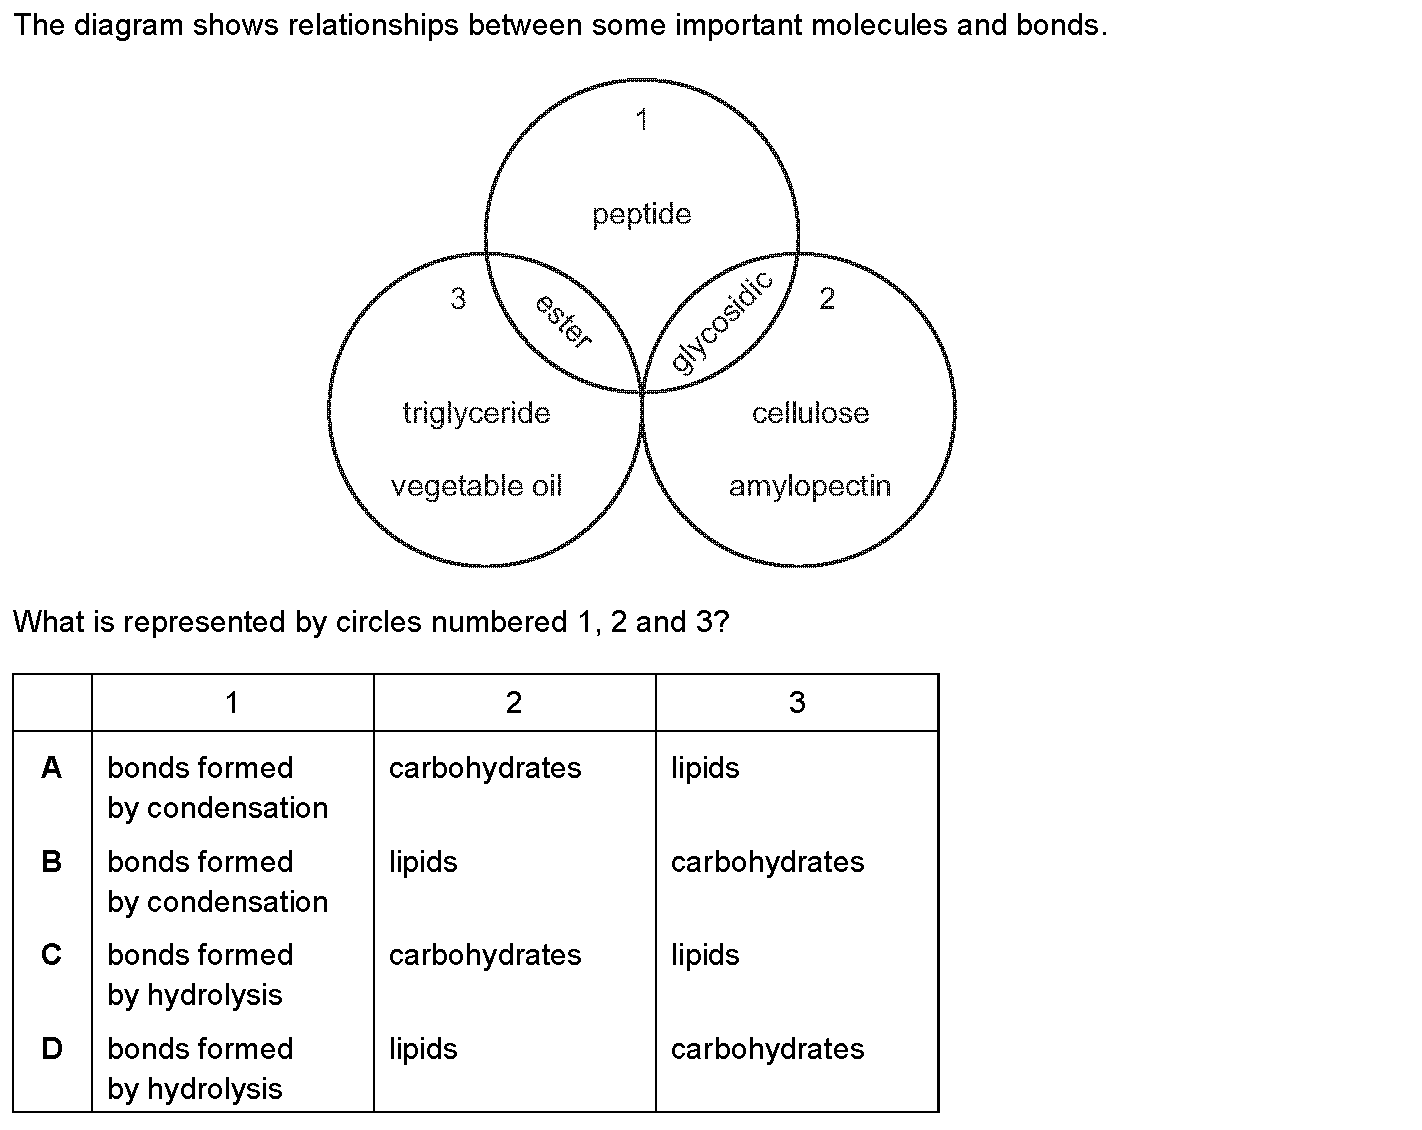 The diagram shows relationships between some important molecules and bonds.
1
peptide
3
ester
glycosidic
2
triglyceride
cellulose
vegetable oil
amylopectin
What is represented by circles numbered 1, 2 and 3?
1 2 3
A bonds formed carbohydrates lipids
by condensation
B bonds formed lipids carbohydrates
by condensation
C bonds formed carbohydrates lipids
by hydrolysis
D bonds formed lipids carbohydrates
by hydrolysis